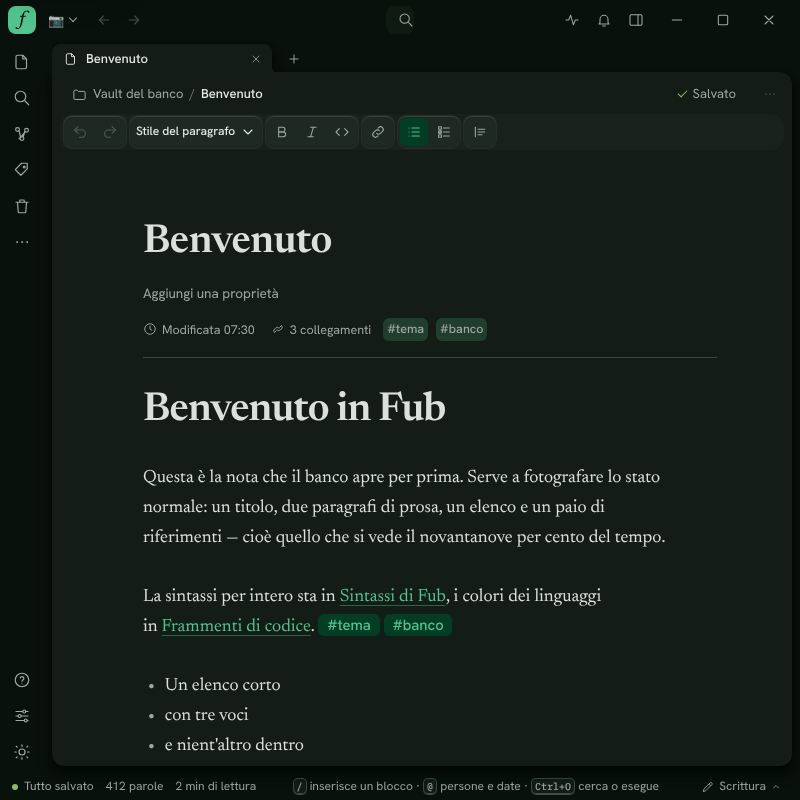 f
Benvenuto
Vault del banco / Benvenuto
Salvato
Stile del paragrafo
B I
Benvenuto
Aggiungi una proprietà
Modificata 07:30 3 collegamenti #tema #banco
Benvenuto in Fub
Questa è la nota che il banco apre per prima. Serve a fotografare lo stato
normale: un titolo, due paragrafi di prosa, un elenco e un paio di
riferimenti — cioè quello che si vede il novantanove per cento del tempo.
La sintassi per intero sta in Sintassi di Fub, i colori dei linguaggi
in Frammenti di codice. #tema #banco
• Un elenco corto
• con tre voci
• e nient'altro dentro
Tutto salvato 412 parole 2 min di lettura / inserisce un blocco · @ persone e date · Ctrl+O cerca o esegue Scrittura